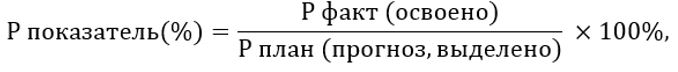 Р факт (освоено)
Р показатель(%) = ───────── × 100%,
Р план (прогноз, выделено)